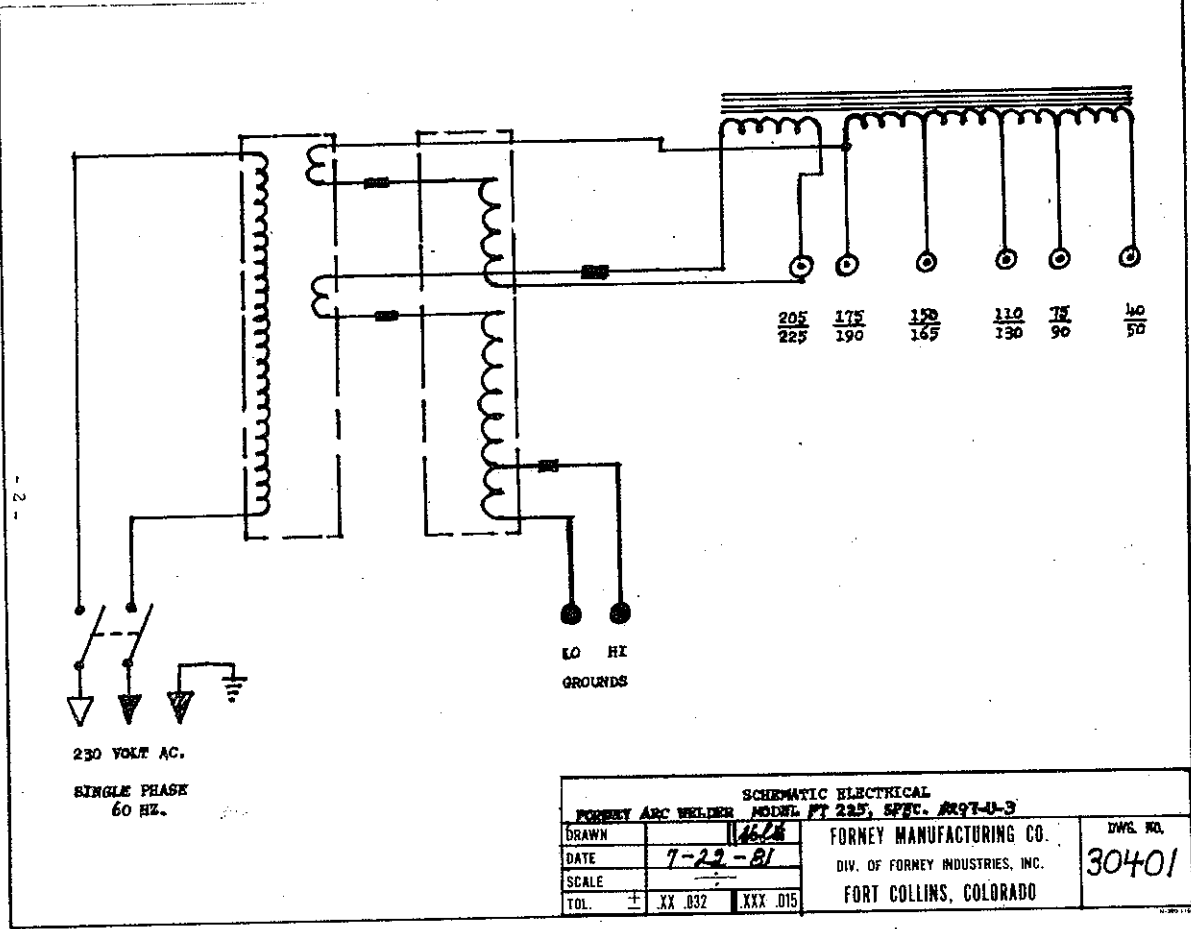 205 175 150 110 75 40
225 190 165 130 90 50
- 2 -
LO HI
GROUNDS
230 VOLT AC.
SINGLE PHASE
60 HZ.
SCHEMATIC ELECTRICAL
FORNEY ARC WELDER MODEL FT 225, SPEC.
DRAWN
DATE 7-22-81
SCALE
TOL. ± .XX .032 .XXX .015
FORNEY MANUFACTURING CO.
DIV. OF FORNEY INDUSTRIES, INC.
FORT COLLINS, COLORADO
DWG. NO.
30401